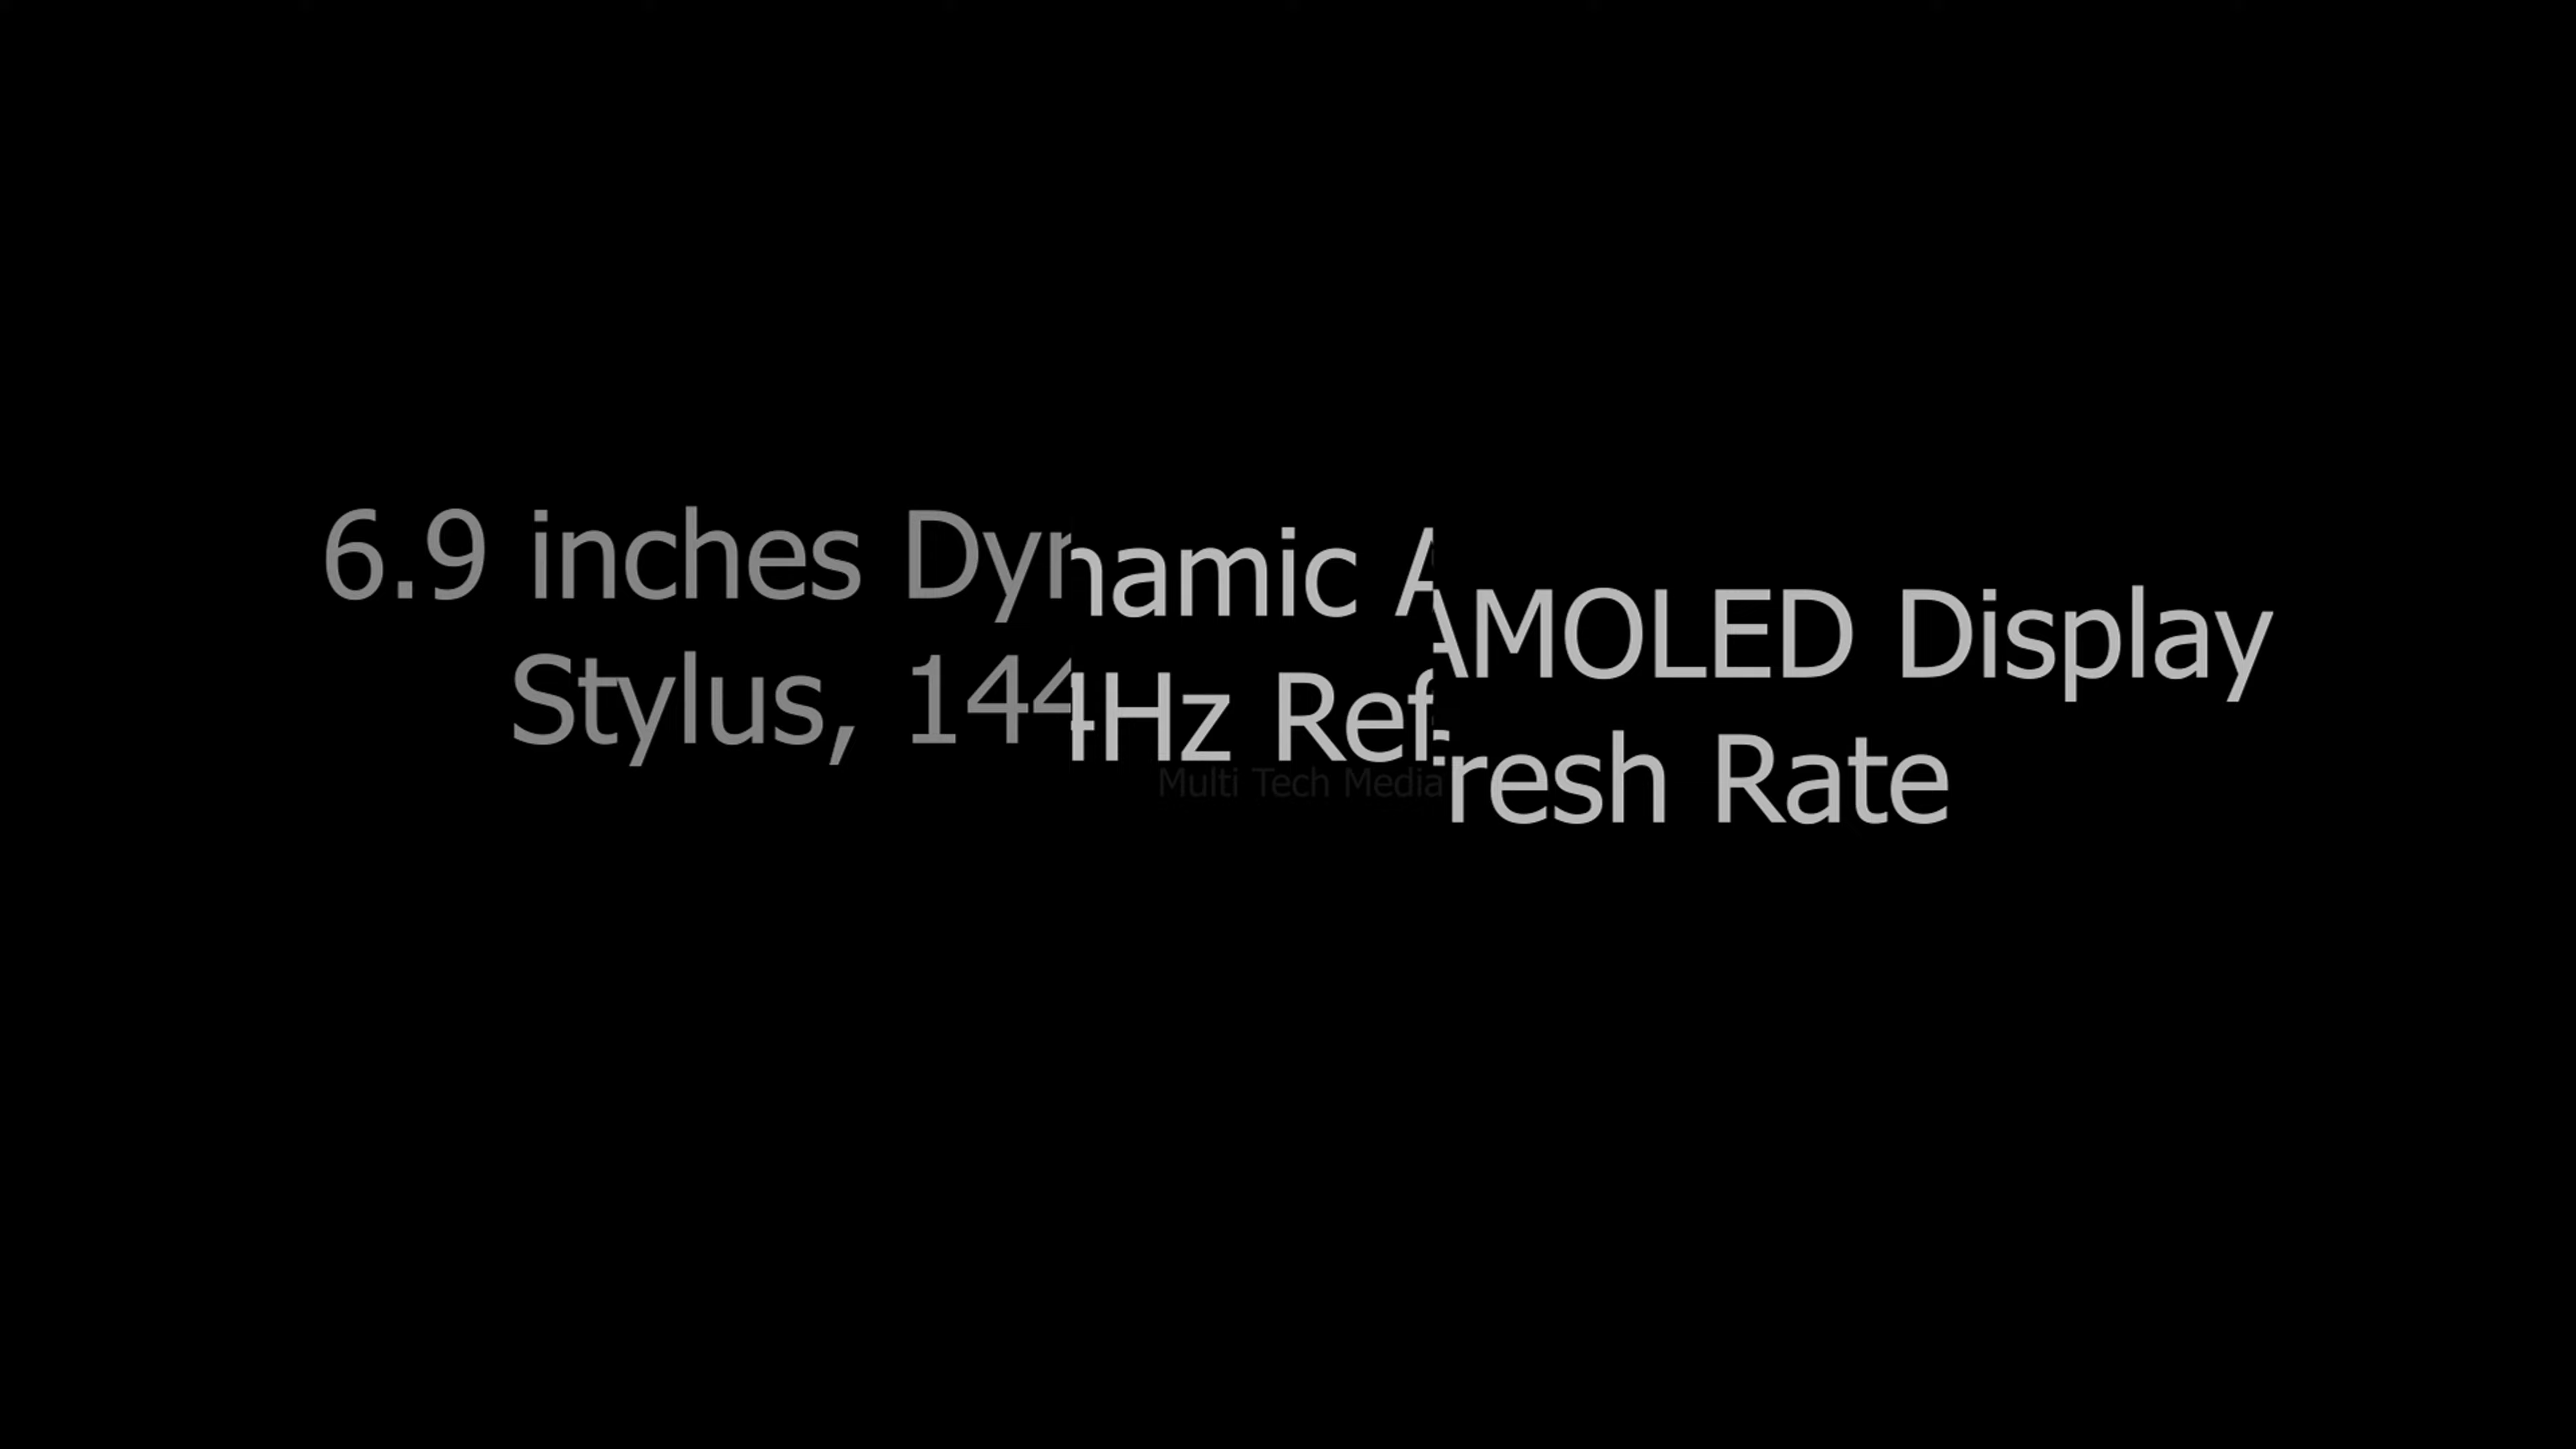 6.9 inches Dynamic AMOLED Display
Stylus, 144Hz Refresh Rate
Multi Tech Media